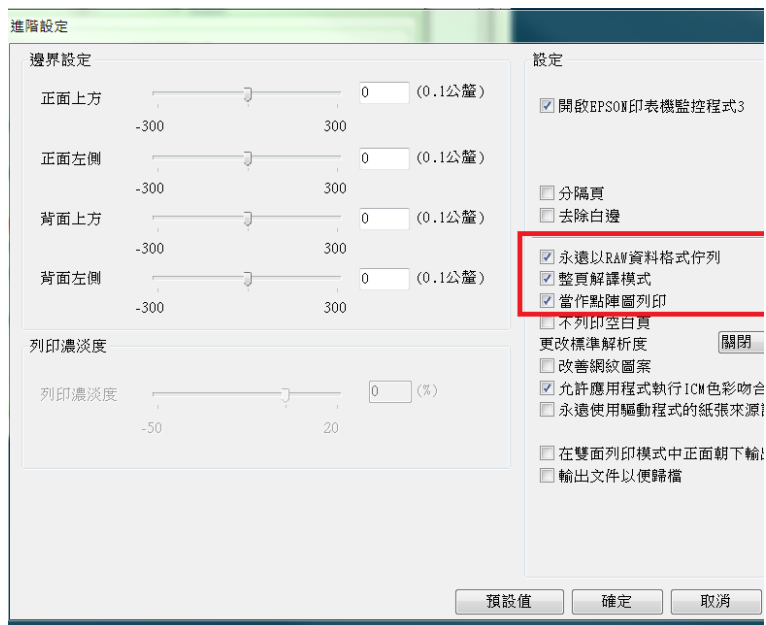 進階設定
邊界設定
正面上方
0
(0.1公釐)
-300
300
正面左側
0
(0.1公釐)
-300
300
背面上方
0
(0.1公釐)
-300
300
背面左側
0
(0.1公釐)
-300
300
列印濃淡度
列印濃淡度
0
(%)
-50
20
設定
開啟EPSON印表機監控程式3
分隔頁
去除白邊
永遠以RAW資料格式佇列
整頁解譯模式
當作點陣圖列印
不列印空白頁
更改標準解析度
關閉
改善網紋圖案
允許應用程式執行ICM色彩吻合
永遠使用驅動程式的紙張來源
在雙面列印模式中正面朝下輸
輸出文件以便歸檔
預設值
確定
取消